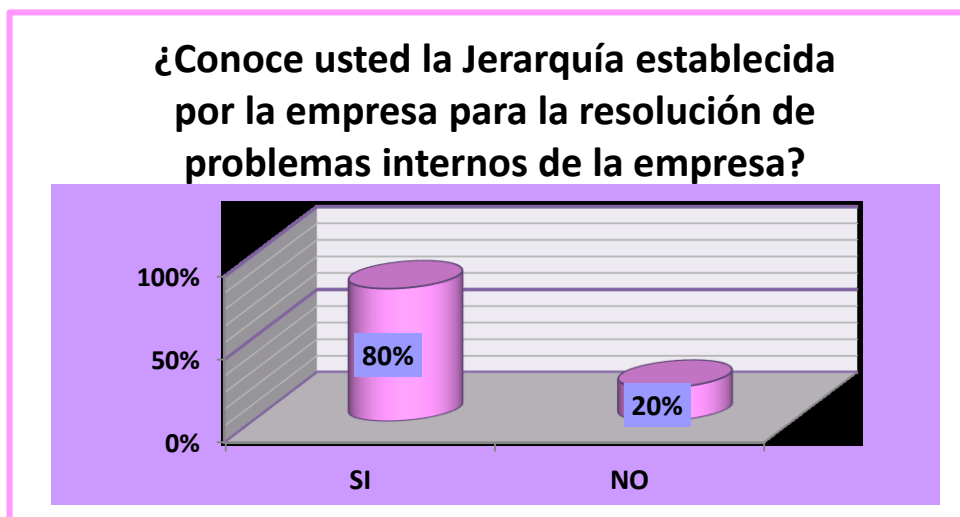 ¿Conoce usted la Jerarquía establecida
por la empresa para la resolución de
problemas internos de la empresa?
100%
50%
0%
80%
20%
SI
NO